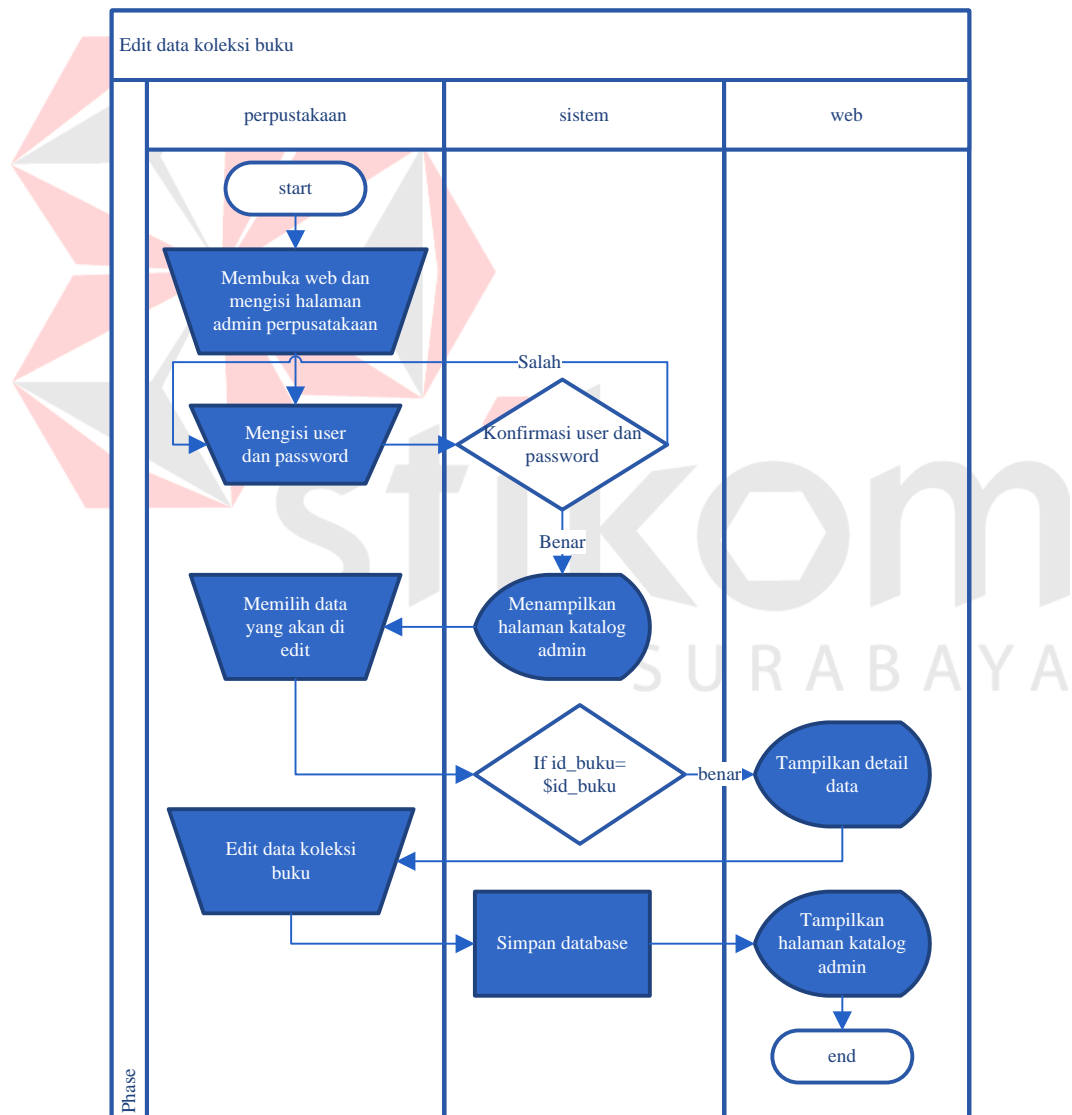 Edit data koleksi buku
perpustakaan
sistem
web
start
Membuka web dan
mengisi halaman
admin perpusatakaan
Salah
Mengisi user
dan password
Konfirmasi user dan
password
Benar
Memilih data
yang akan di
edit
Menampilkan
halaman katalog
admin
If id_buku=
$id_buku
benar
Tampilkan detail
data
Edit data koleksi
buku
Simpan database
Tampilkan
halaman katalog
admin
end
Phase
stikom
SURABAYA